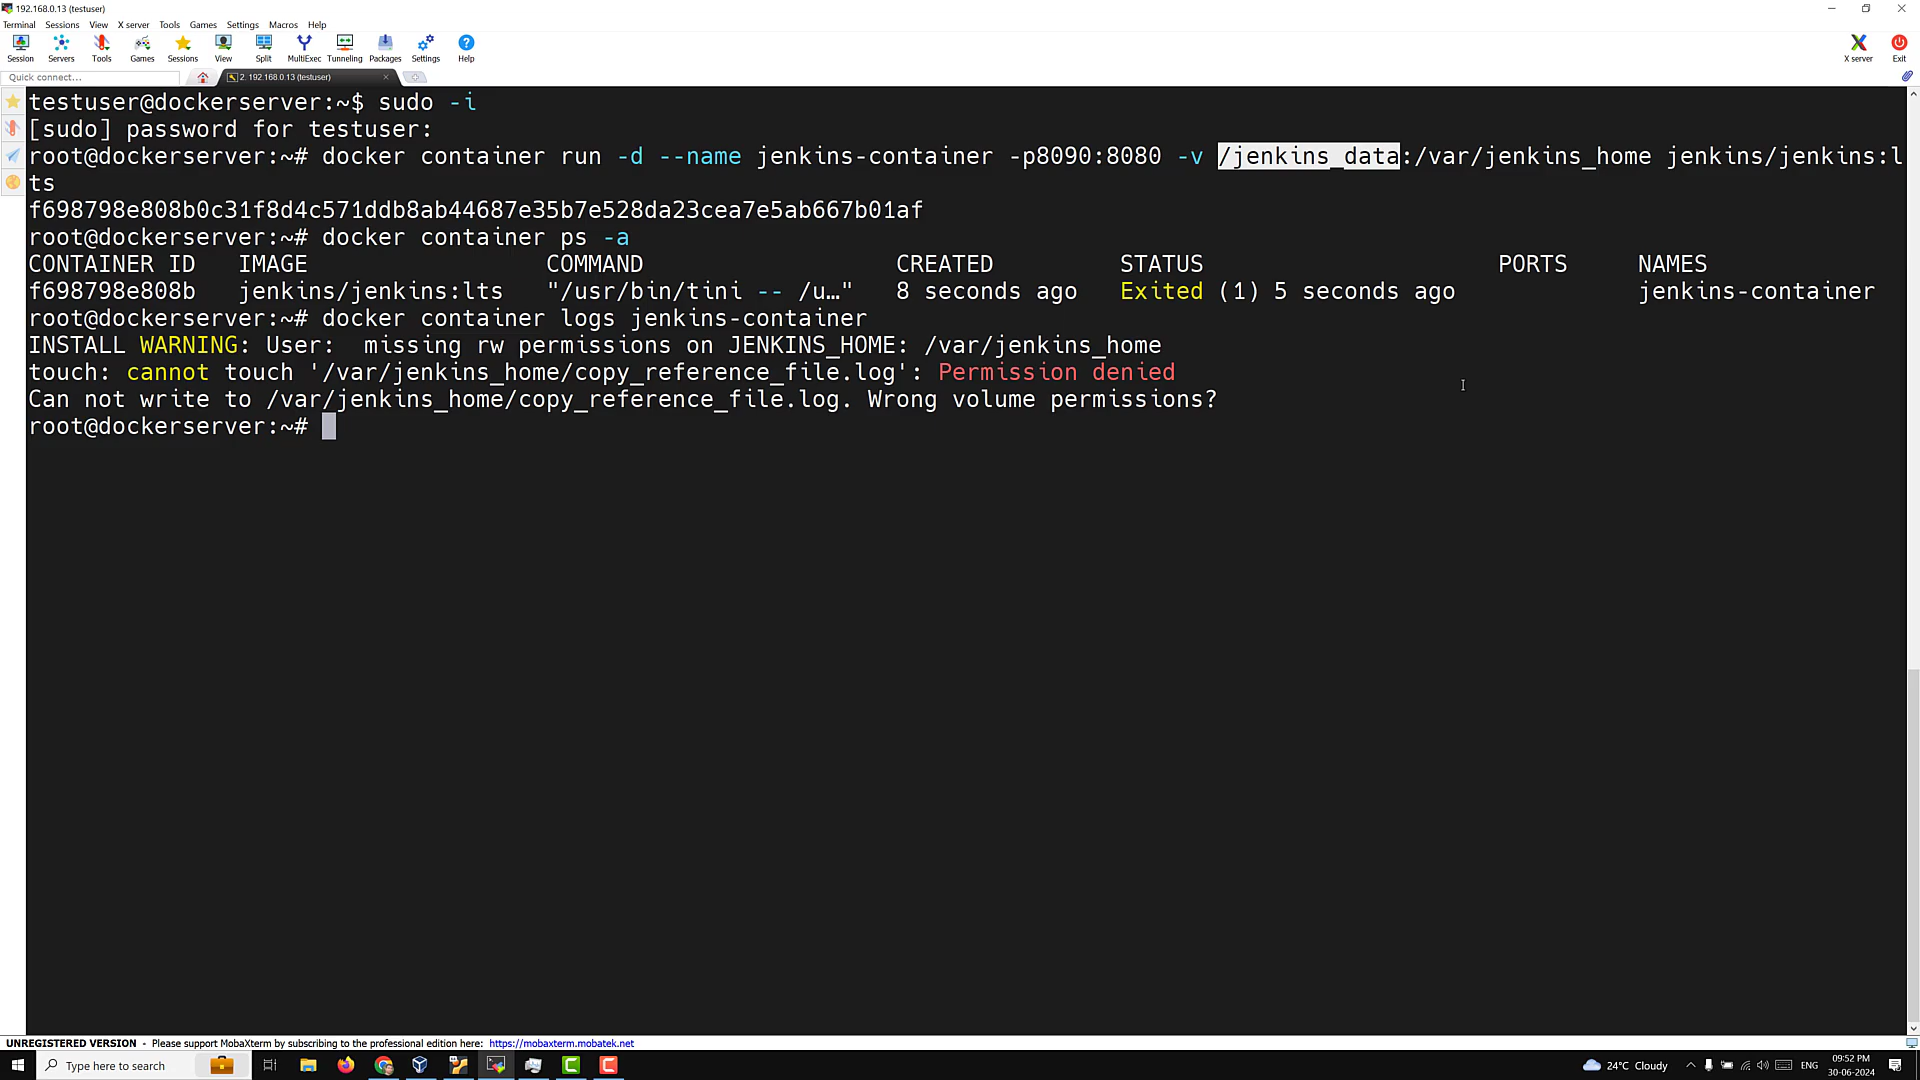 192.168.0.13 (testuser)
Terminal Sessions View X server Tools Games Settings Macros Help
Session Servers Tools Games Sessions View Split MultiExec Tunneling Packages Settings Help X server Exit
Quick connect... 2. 192.168.0.13 (testuser)
testuser@dockerserver:~$ sudo -i
[sudo] password for testuser:
root@dockerserver:~# docker container run -d --name jenkins-container -p8090:8080 -v /jenkins_data:/var/jenkins_home jenkins/jenkins:l
ts
f698798e808b0c31f8d4c571ddb8ab44687e35b7e528da23cea7e5ab667b01af
root@dockerserver:~# docker container ps -a
CONTAINER ID IMAGE COMMAND CREATED STATUS PORTS NAMES
f698798e808b jenkins/jenkins:lts "/usr/bin/tini -- /u…" 8 seconds ago Exited (1) 5 seconds ago jenkins-container
root@dockerserver:~# docker container logs jenkins-container
INSTALL WARNING: User:  missing rw permissions on JENKINS_HOME: /var/jenkins_home
touch: cannot touch '/var/jenkins_home/copy_reference_file.log': Permission denied
Can not write to /var/jenkins_home/copy_reference_file.log. Wrong volume permissions?
root@dockerserver:~#
UNREGISTERED VERSION - Please support MobaXterm by subscribing to the professional edition here: https://mobaxterm.mobatek.net
Type here to search 24°C Cloudy ENG 09:52 PM
30-06-2024